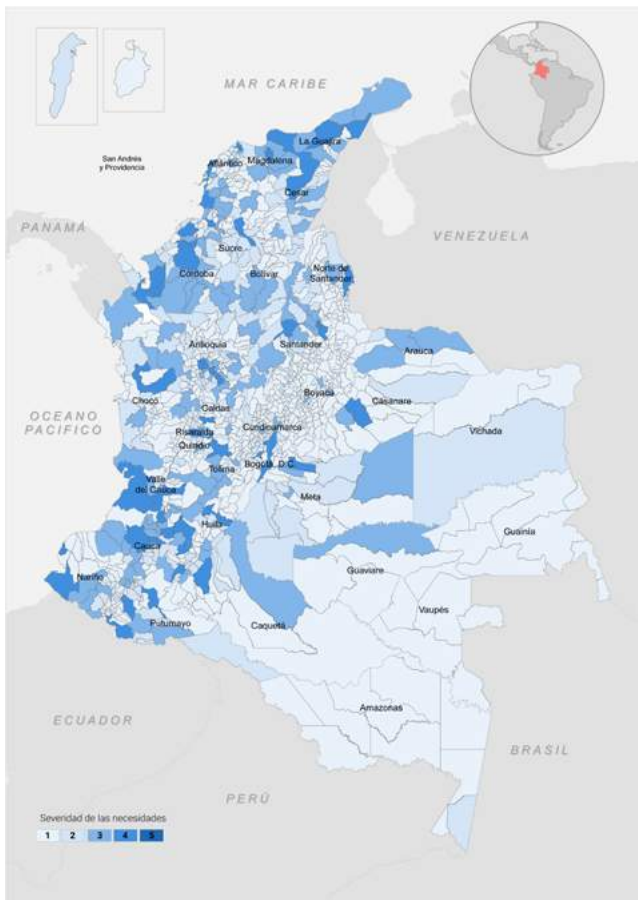 MAR CARIBE
San Andrés
y Providencia
La Guajira
Atlántico
Magdalena
Cesar
PANAMÁ
VENEZUELA
Sucre
Córdoba
Bolívar
Norte de
Santander
Antioquia
Santander
Arauca
Chocó
Caldas
Boyacá
Casanare
OCEANO
PACIFICO
Risaralda
Cundinamarca
Vichada
Quindio
Tolima
Bogotá, D.C.
Valle
del Cauca
Meta
Huila
Guainía
Cauca
Guaviare
Nariño
Vaupés
Putumayo
Caquetá
Amazonas
ECUADOR
BRASIL
PERÚ
Severidad de las necesidades
1 2 3 4 5